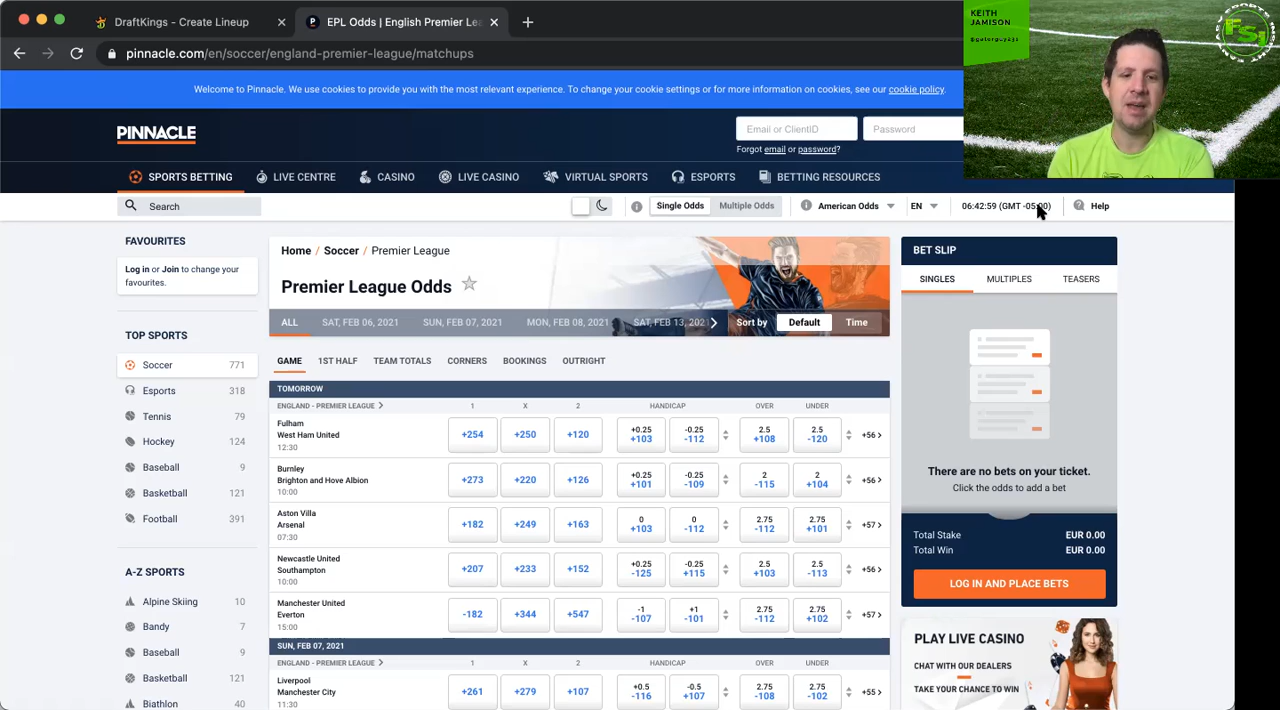 DraftKings - Create Lineup
EPL Odds | English Premier Lea
pinnacle.com/en/soccer/england-premier-league/matchups
KEITH
JAMISON
FSI
Welcome to Pinnacle. We use cookies to provide you with the most relevant experience. To change your cookie settings or for more information on cookies, see our cookie policy.
PINNACLE
Email or ClientID
Password
Forgot email or password?
SPORTS BETTING
LIVE CENTRE
CASINO
LIVE CASINO
VIRTUAL SPORTS
ESPORTS
BETTING RESOURCES
Search
Single Odds
Multiple Odds
American Odds
EN
06:42:59 (GMT -05:00)
Help
FAVOURITES
Log in or Join to change your
favourites.
TOP SPORTS
Soccer 771
Esports 318
Tennis 79
Hockey 124
Baseball 9
Basketball 121
Football 391
A-Z SPORTS
Alpine Skiing 10
Bandy 7
Baseball 9
Basketball 121
Biathlon 40
Home / Soccer / Premier League
Premier League Odds
ALL
SAT, FEB 06, 2021
SUN, FEB 07, 2021
MON, FEB 08, 2021
SAT, FEB 13, 2021
Sort by
Default
Time
GAME
1ST HALF
TEAM TOTALS
CORNERS
BOOKINGS
OUTRIGHT
TOMORROW
ENGLAND - PREMIER LEAGUE 1 X 2 HANDICAP OVER UNDER
Fulham
West Ham United
12:30
+254 +250 +120
+0.25 -0.25 2.5 2.5
+103 -112 +108 -120
+56
Burnley
Brighton and Hove Albion
10:00
+273 +220 +126
+0.25 -0.25 2 2
+101 -109 -115 +104
+56
Aston Villa
Arsenal
07:30
+182 +249 +163
0 0 2.75 2.75
+103 -112 -112 +101
+57
Newcastle United
Southampton
10:00
+207 +233 +152
+0.25 -0.25 2.5 2.5
-125 +115 +103 -113
+56
Manchester United
Everton
15:00
-182 +344 +547
-1 +1 2.75 2.75
-107 -101 -112 +102
+57
SUN, FEB 07, 2021
ENGLAND - PREMIER LEAGUE 1 X 2 HANDICAP OVER UNDER
Liverpool
Manchester City
11:30
+261 +279 +107
+0.5 -0.5 2.75 2.75
-116 +107 -108 -102
+55
BET SLIP
SINGLES
MULTIPLES
TEASERS
There are no bets on your ticket.
Click the odds to add a bet
Total Stake EUR 0.00
Total Win EUR 0.00
LOG IN AND PLACE BETS
PLAY LIVE CASINO
CHAT WITH OUR DEALERS
TAKE YOUR CHANCE TO WIN